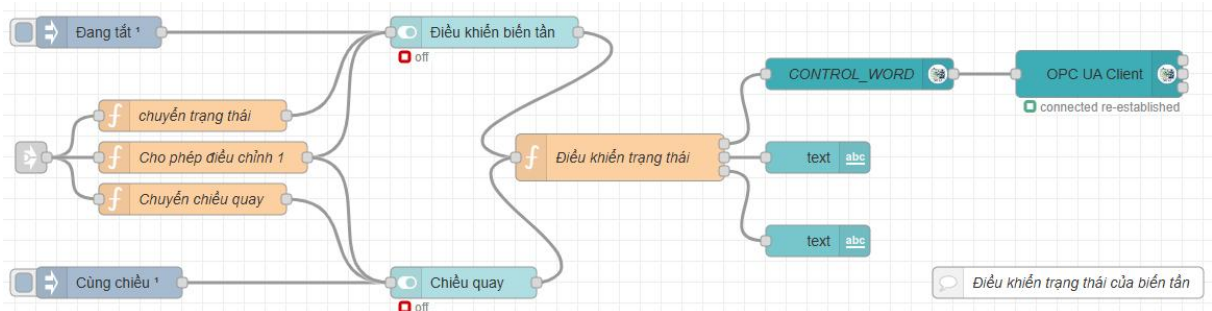 Đang tắt ¹
Điều khiển biến tần
off
CONTROL_WORD
OPC UA Client
connected re-established
chuyển trạng thái
Cho phép điều chỉnh 1
Điều khiển trạng thái
text abc
Chuyển chiều quay
text abc
Cùng chiều ¹
Chiều quay
off
Điều khiển trạng thái của biến tần